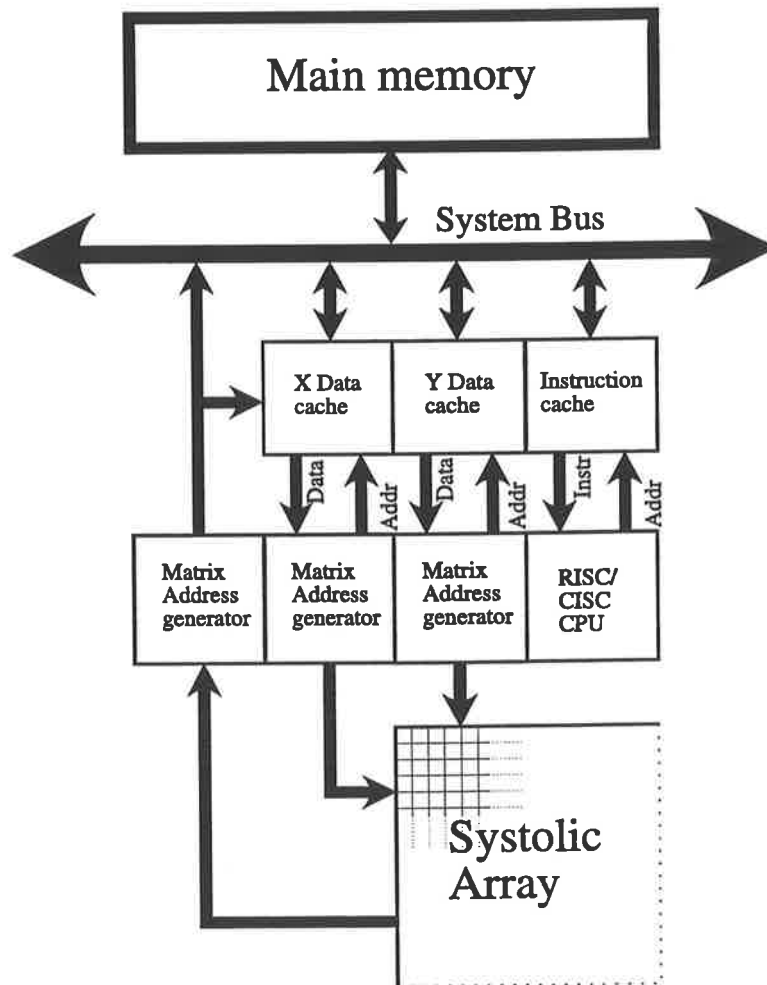 Main memory
System Bus
X Data
cache
Y Data
cache
Instruction
cache
Data
Addr
Data
Addr
Instr
Addr
Matrix
Address
generator
Matrix
Address
generator
Matrix
Address
generator
RISC/
CISC
CPU
Systolic
Array